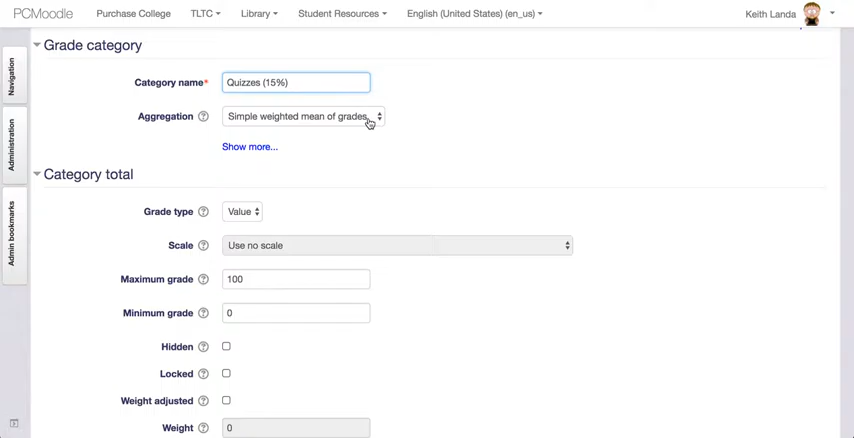 PCMoodle Purchase College TLTC Library Student Resources English (United States) (en_us) Keith Landa
Grade category
Category name* Quizzes (15%)
Aggregation Simple weighted mean of grades
Show more...
Category total
Grade type Value
Scale Use no scale
Maximum grade 100
Minimum grade 0
Hidden
Locked
Weight adjusted
Weight 0
Navigation
Administration
Admin bookmarks